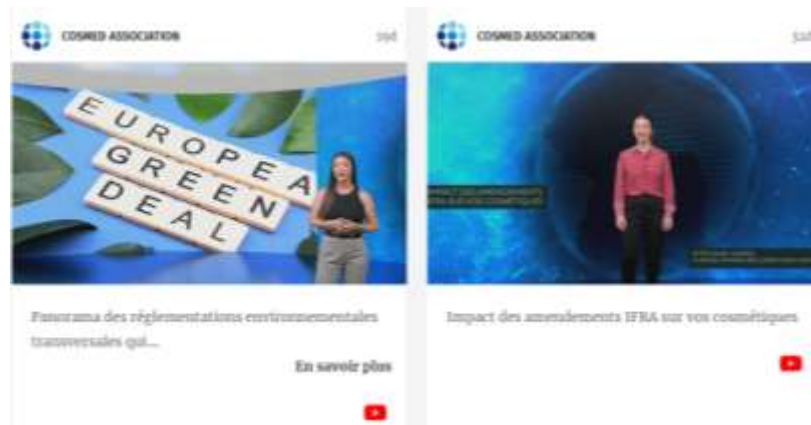 COSMED ASSOCIATION
EUROPEA
GREEN
DEAL
Panorama des réglementations environnementales
transversales qui...
En savoir plus
COSMED ASSOCIATION
Impact des amendements IFRA sur vos cosmétiques